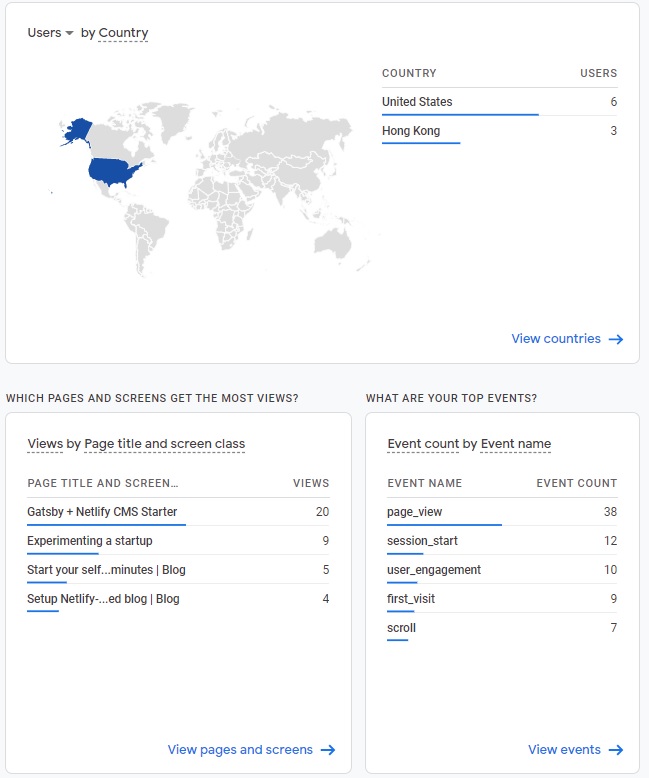 Users by Country
COUNTRY USERS
United States 6
Hong Kong 3
View countries
WHICH PAGES AND SCREENS GET THE MOST VIEWS?
Views by Page title and screen class
PAGE TITLE AND SCREEN… VIEWS
Gatsby + Netlify CMS Starter 20
Experimenting a startup 9
Start your self...minutes | Blog 5
Setup Netlify-...ed blog | Blog 4
View pages and screens
WHAT ARE YOUR TOP EVENTS?
Event count by Event name
EVENT NAME EVENT COUNT
page_view 38
session_start 12
user_engagement 10
first_visit 9
scroll 7
View events